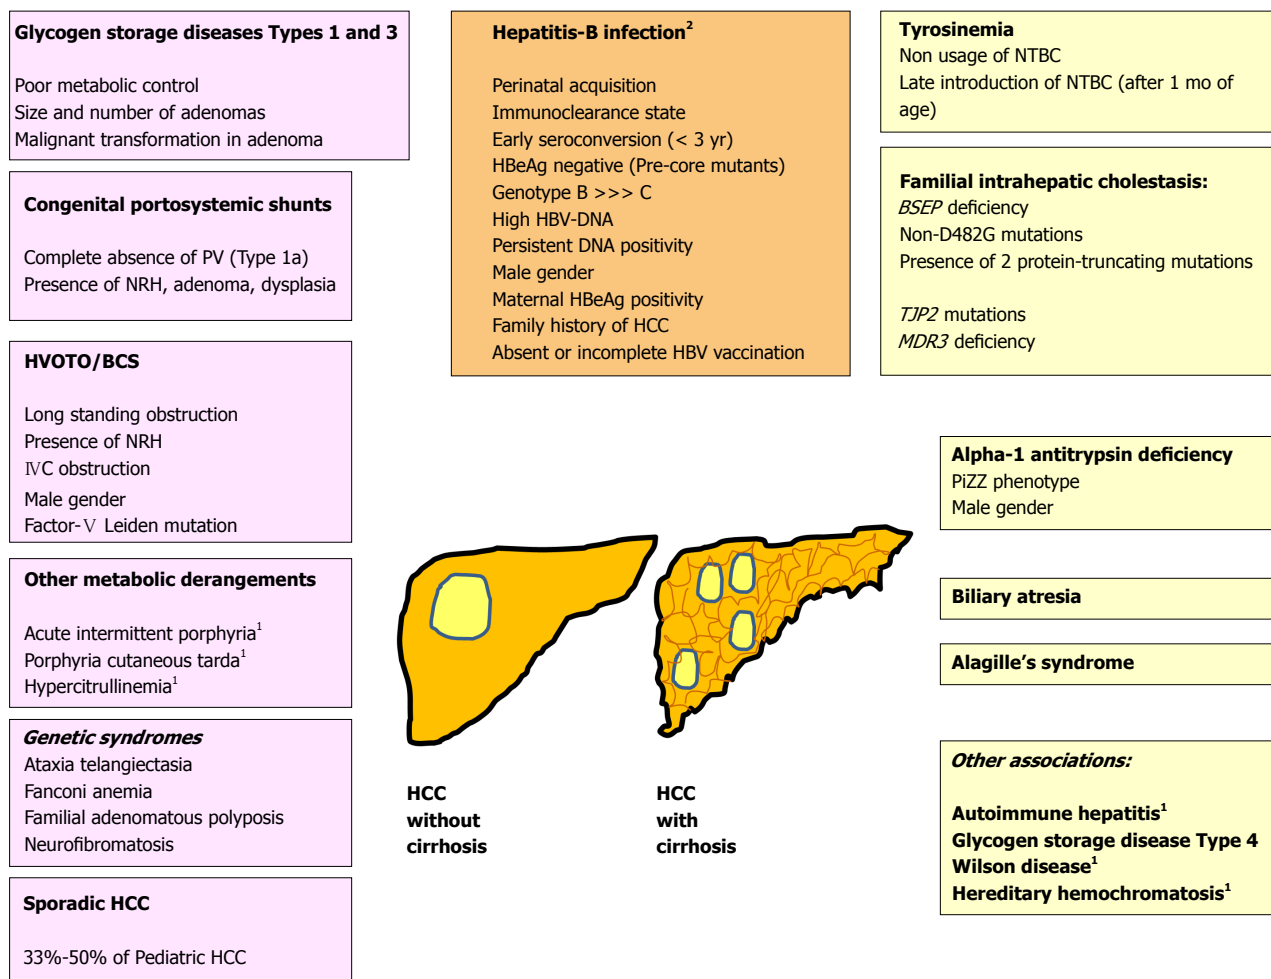 Glycogen storage diseases Types 1 and 3
Poor metabolic control
Size and number of adenomas
Malignant transformation in adenoma
Congenital portosystemic shunts
Complete absence of PV (Type 1a)
Presence of NRH, adenoma, dysplasia
HVOTO/BCS
Long standing obstruction
Presence of NRH
ⅣC obstruction
Male gender
Factor-Ⅴ Leiden mutation
Other metabolic derangements
Acute intermittent porphyria¹
Porphyria cutaneous tarda¹
Hypercitrullinemia¹
Genetic syndromes
Ataxia telangiectasia
Fanconi anemia
Familial adenomatous polyposis
Neurofibromatosis
Sporadic HCC
33%-50% of Pediatric HCC
Hepatitis-B infection²
Perinatal acquisition
Immunoclearance state
Early seroconversion (< 3 yr)
HBeAg negative (Pre-core mutants)
Genotype B >>> C
High HBV-DNA
Persistent DNA positivity
Male gender
Maternal HBeAg positivity
Family history of HCC
Absent or incomplete HBV vaccination
HCC
without
cirrhosis
HCC
with
cirrhosis
Tyrosinemia
Non usage of NTBC
Late introduction of NTBC (after 1 mo of
age)
Familial intrahepatic cholestasis:
BSEP deficiency
Non-D482G mutations
Presence of 2 protein-truncating mutations
TJP2 mutations
MDR3 deficiency
Alpha-1 antitrypsin deficiency
PiZZ phenotype
Male gender
Biliary atresia
Alagille's syndrome
Other associations:
Autoimmune hepatitis¹
Glycogen storage disease Type 4
Wilson disease¹
Hereditary hemochromatosis¹